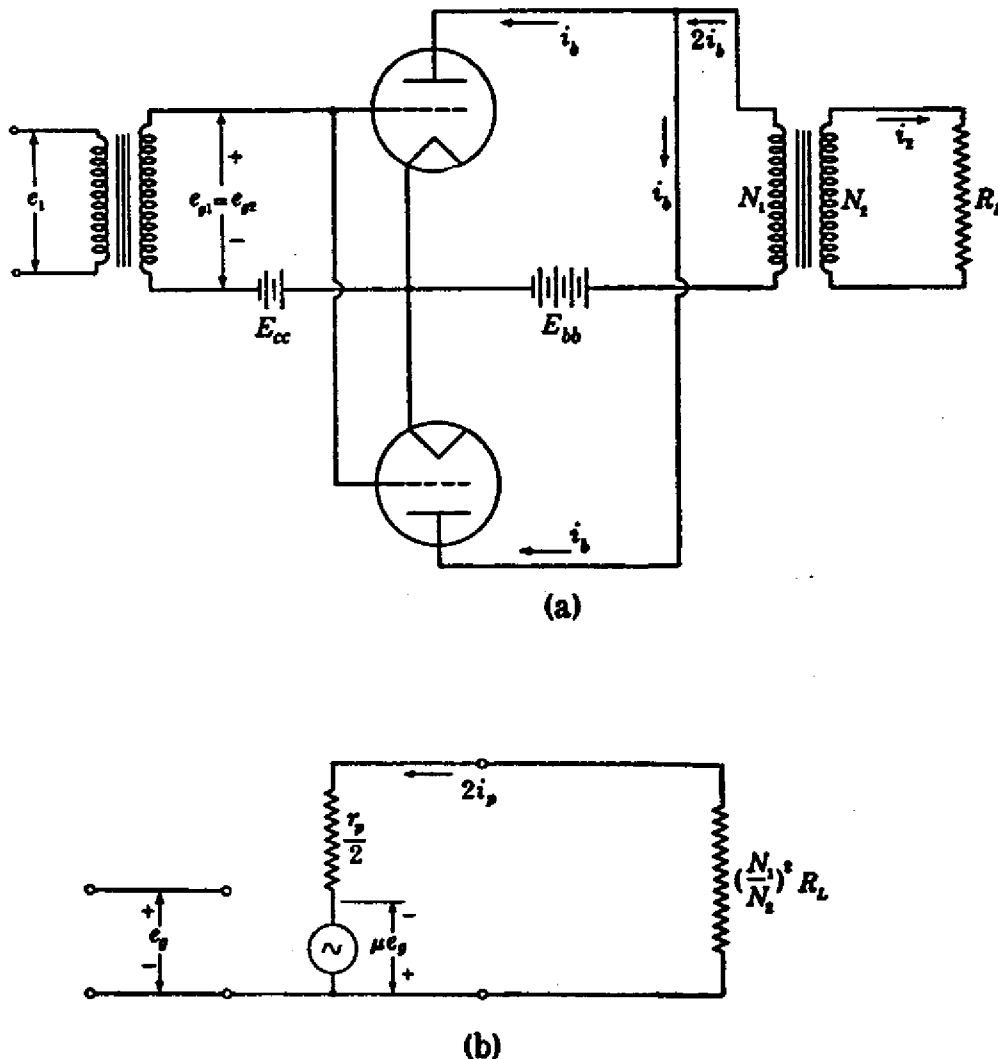 i_b
2i_b
i_b
i_2
e_1
+
e_g1 = e_g2
−
N_1
N_2
E_cc
E_bb
i_b
(a)
2i_p
r_p/2
(N_1/N_2)^2 R_L
+
e_g
−
−
μe_g
+
~
(b)